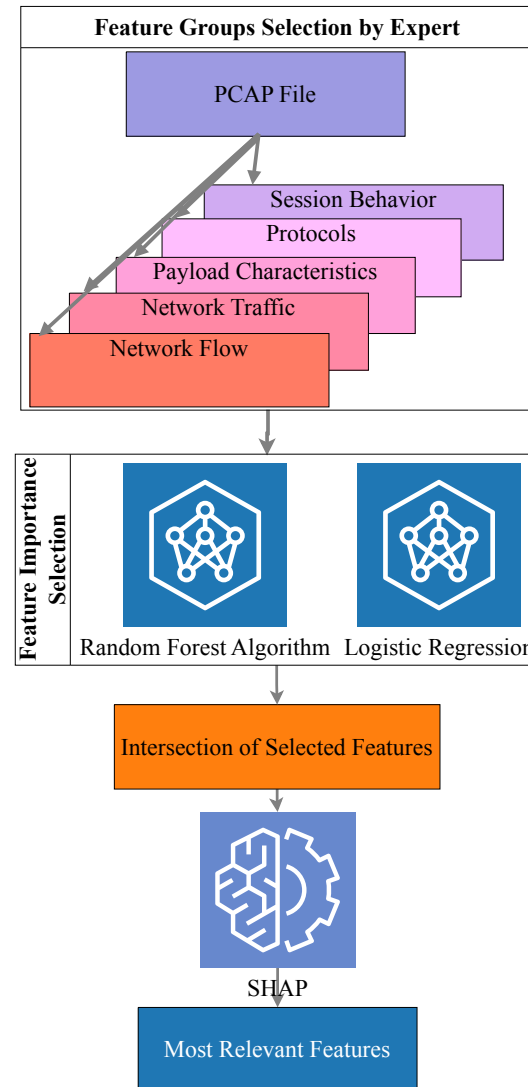 Feature Groups Selection by Expert
PCAP File
Session Behavior
Protocols
Payload Characteristics
Network Traffic
Network Flow
Feature Importance
Selection
Random Forest Algorithm
Logistic Regression
Intersection of Selected Features
SHAP
Most Relevant Features